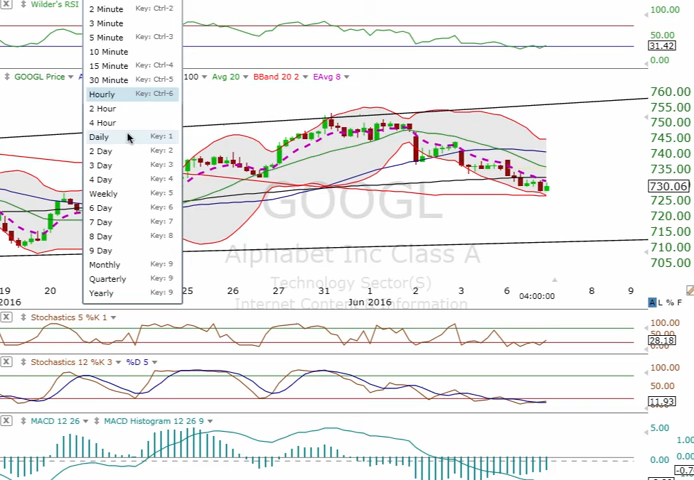 Wilder's RSI
100.00
50.00
31.42
0.00
2 Minute Key: Ctrl-2
3 Minute
5 Minute Key: Ctrl-3
10 Minute
15 Minute Key: Ctrl-4
30 Minute Key: Ctrl-5
Hourly Key: Ctrl-6
2 Hour
4 Hour
Daily Key: 1
2 Day Key: 2
3 Day Key: 3
4 Day Key: 4
Weekly Key: 5
6 Day Key: 6
7 Day Key: 7
8 Day Key: 8
9 Day
Monthly Key: 9
Quarterly Key: 9
Yearly Key: 9
GOOGL Price 100 Avg 20 BBand 20 2 EAvg 8
760.00
755.00
750.00
745.00
740.00
735.00
730.06
725.00
720.00
715.00
710.00
705.00
GOOGL
Alphabet Inc Class A
Technology Sector(S)
Internet Content Information
19 20 25 26 27 31 1 2 3 6 7 8 9
2016 Jun 2016 04:00:00
A L % F
Stochastics 5 %K 1
100.00
28.18
Stochastics 12 %K 3 %D 5
100.00
50.00
11.93
MACD 12 26 MACD Histogram 12 26 9
5.00
1.00
0.00 0.00
-0.7